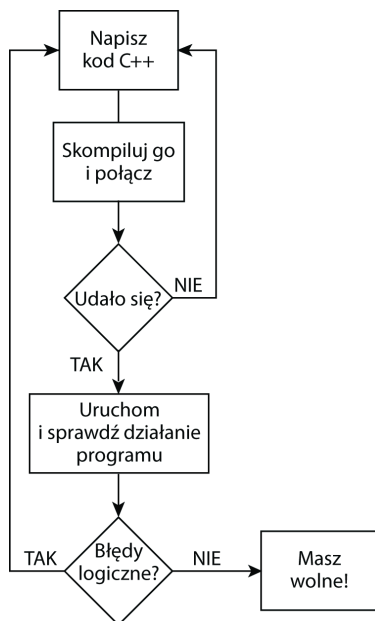 Napisz
kod C++
Skompiluj go
i połącz
Udało się?
NIE
TAK
Uruchom
i sprawdź działanie
programu
Błędy
logiczne?
TAK
NIE
Masz
wolne!